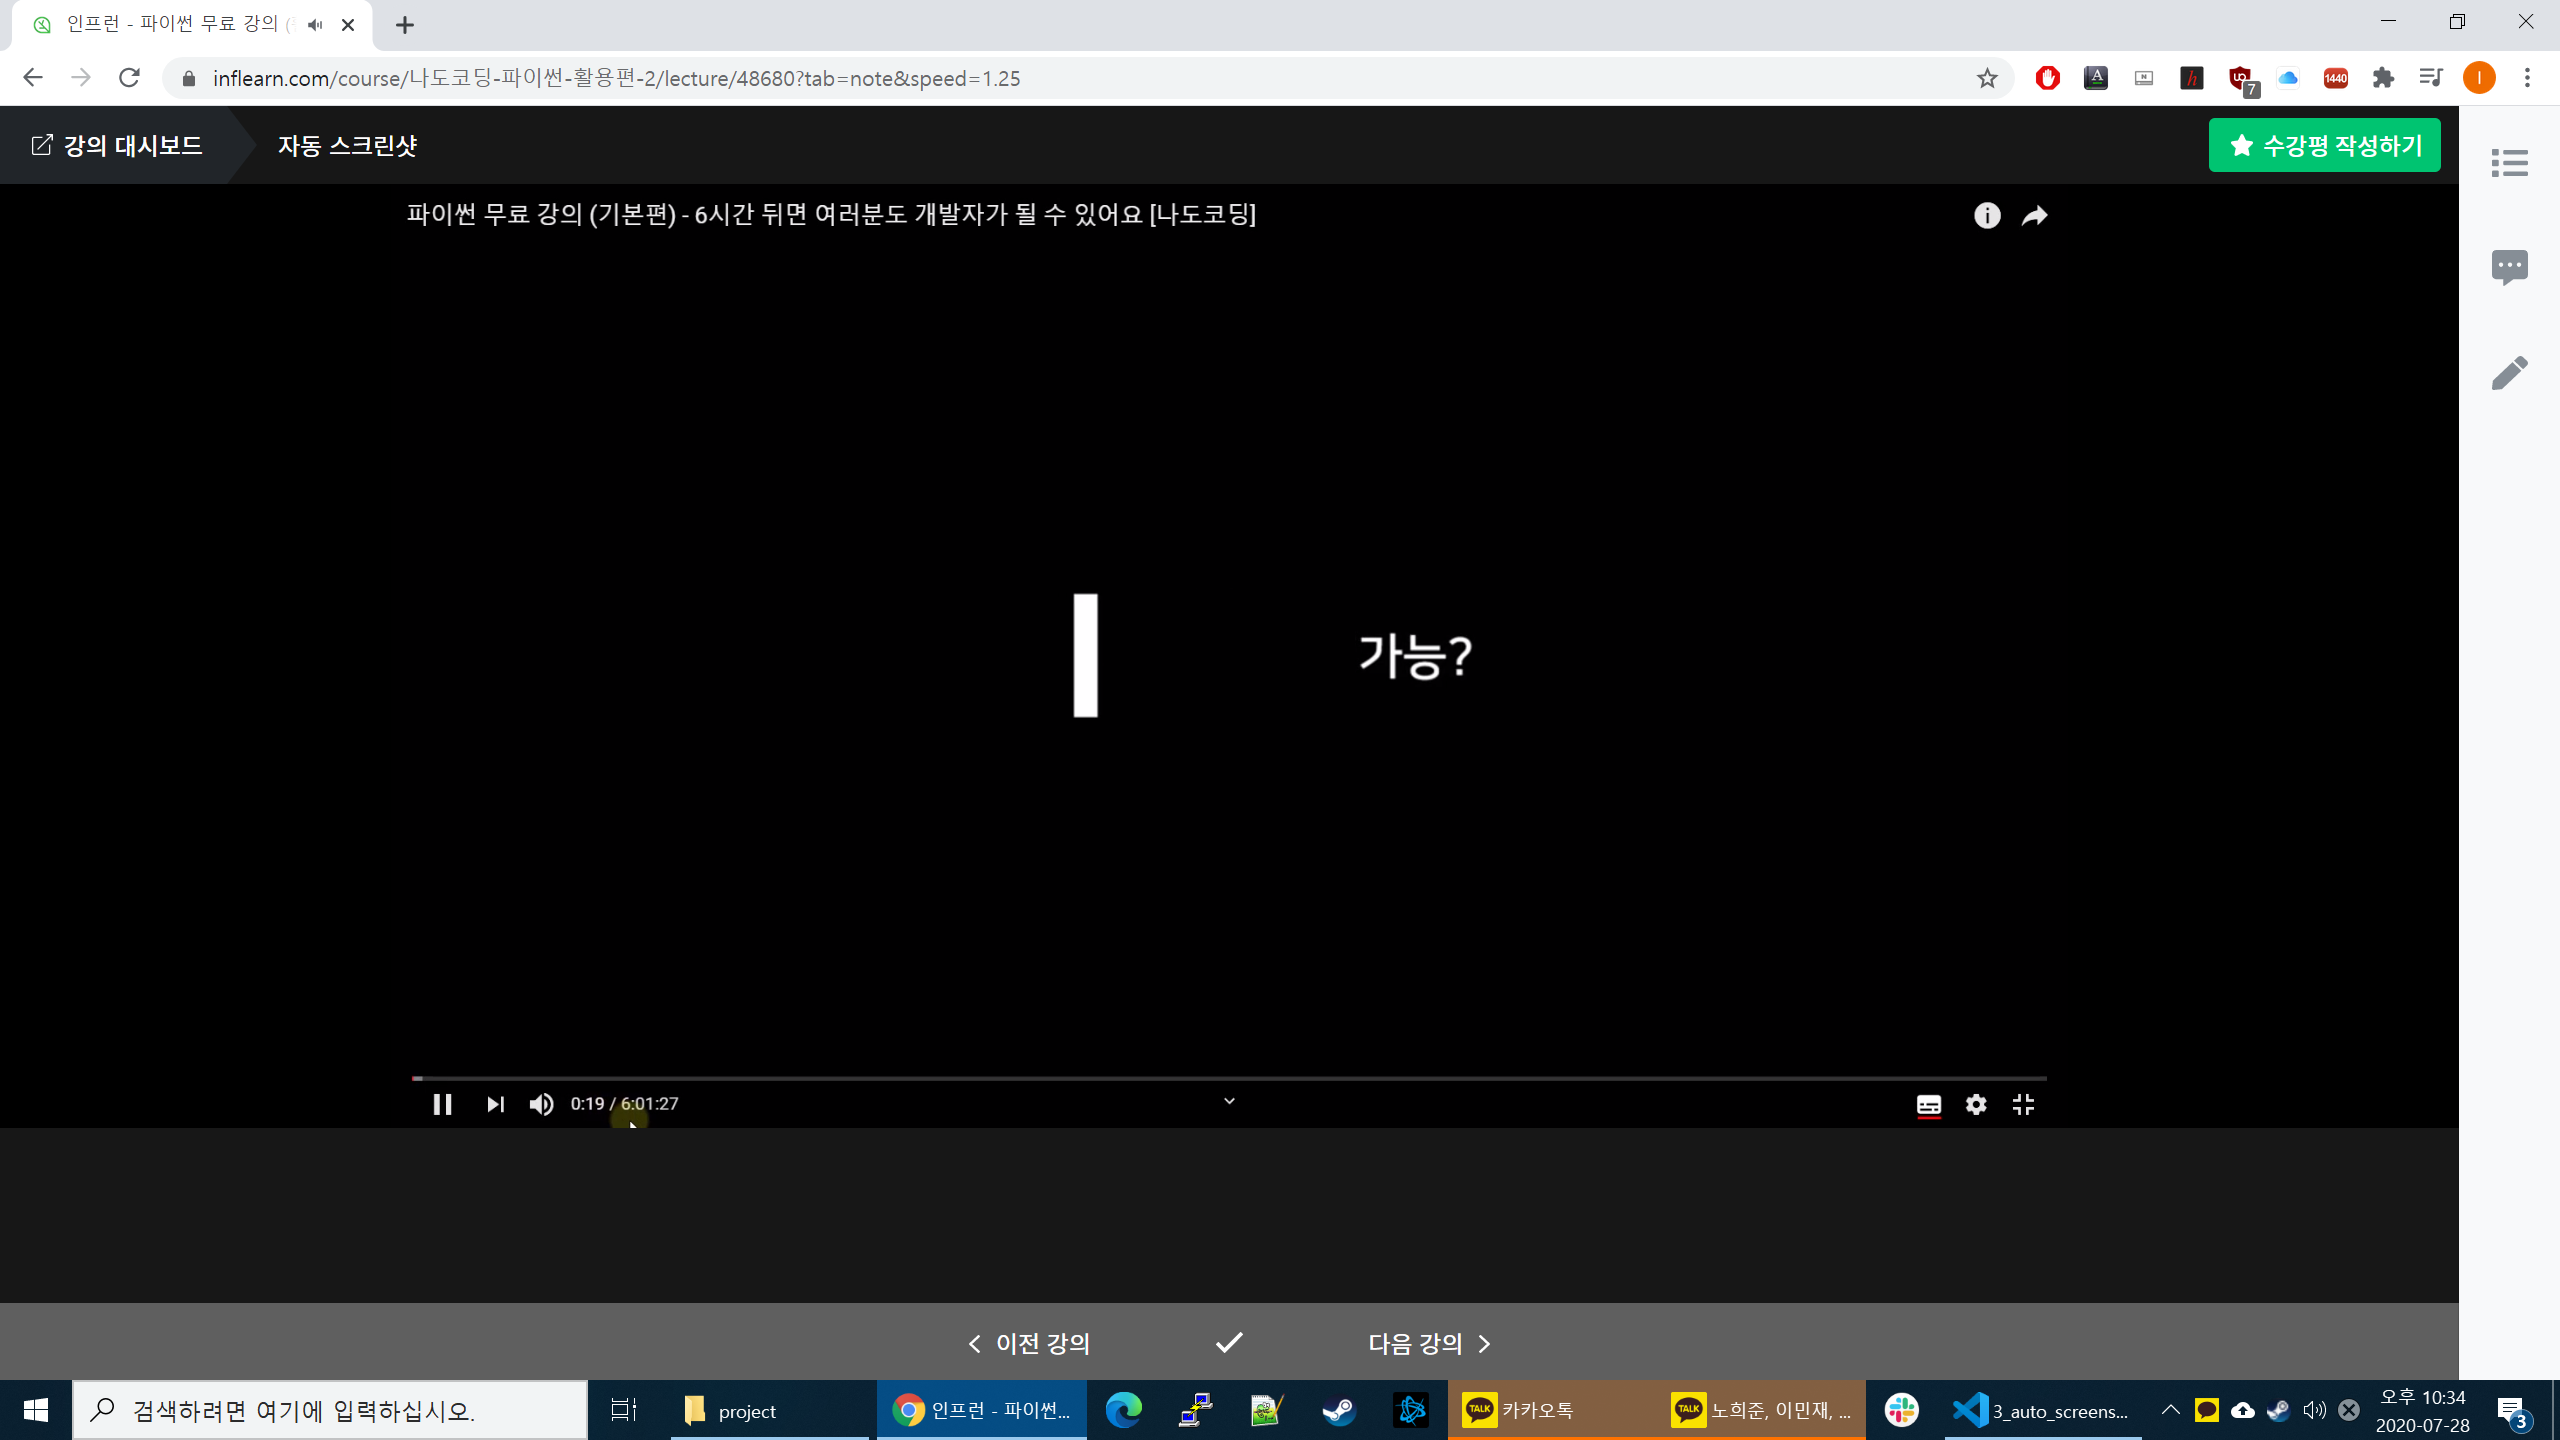 인프런 - 파이썬 무료 강의
inflearn.com/course/나도코딩-파이썬-활용편-2/lecture/48680?tab=note&speed=1.25
7
1440
I
강의 대시보드
자동 스크린샷
수강평 작성하기
파이썬 무료 강의 (기본편) - 6시간 뒤면 여러분도 개발자가 될 수 있어요 [나도코딩]
가능?
0:19 / 6:01:27
이전 강의
다음 강의
검색하려면 여기에 입력하십시오.
project
인프런 - 파이썬...
TALK 카카오톡
TALK 노희준, 이민재, ...
3_auto_screens...
오후 10:34
2020-07-28
3